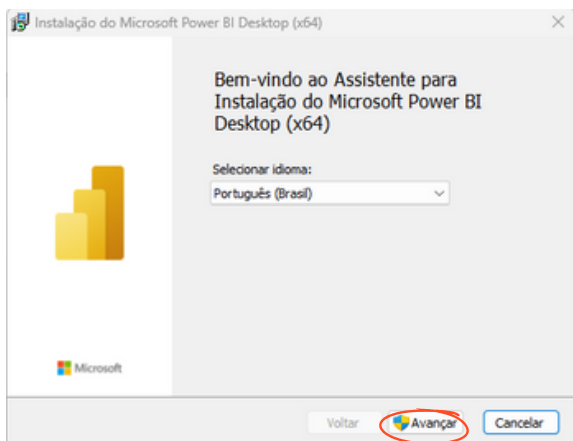 Instalação do Microsoft Power BI Desktop (x64)
Bem-vindo ao Assistente para
Instalação do Microsoft Power BI
Desktop (x64)
Selecionar idioma:
Português (Brasil)
Microsoft
Voltar
Avançar
Cancelar